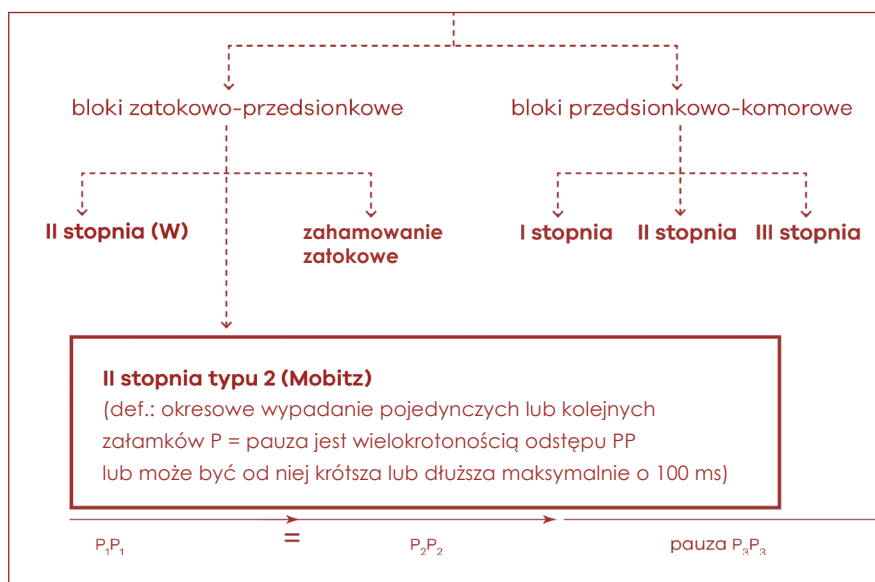 bloki zatokowo-przedsionkowe
bloki przedsionkowo-komorowe
II stopnia (W)
zahamowanie
zatokowe
I stopnia
II stopnia
III stopnia
II stopnia typu 2 (Mobitz)
(def.: okresowe wypadanie pojedynczych lub kolejnych
załamków P = pauza jest wielokrotonością odstępu PP
lub może być od niej krótsza lub dłuższa maksymalnie o 100 ms)
P₁P₁
=
P₂P₂
pauza P₃P₃